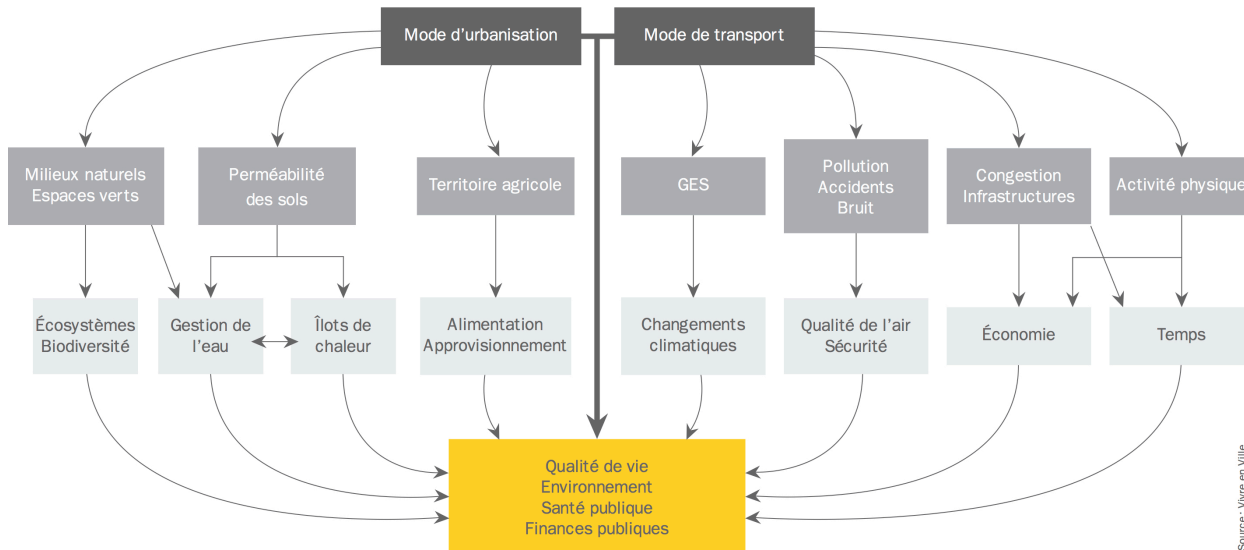 Mode d'urbanisation
Mode de transport
Milieux naturels
Espaces verts
Perméabilité
des sols
Territoire agricole
GES
Pollution
Accidents
Bruit
Congestion
Infrastructures
Activité physique
Écosystèmes
Biodiversité
Gestion de
l'eau
Îlots de
chaleur
Alimentation
Approvisionnement
Changements
climatiques
Qualité de l'air
Sécurité
Économie
Temps
Qualité de vie
Environnement
Santé publique
Finances publiques
Source: Vivre en Ville